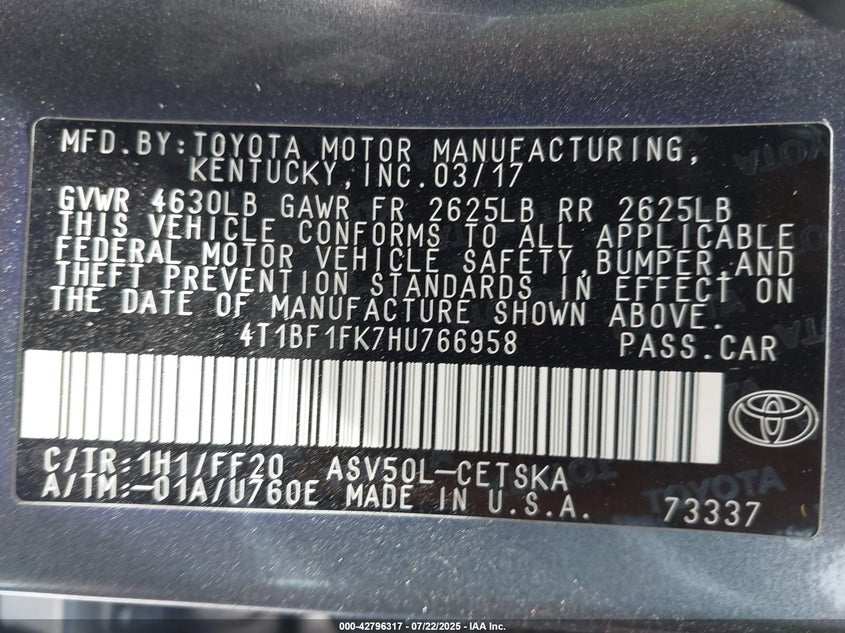 MFD.BY:TOYOTA MOTOR MANUFACTURING,
KENTUCKY,INC.03/17
GVWR 4630LB GAWR FR 2625LB RR 2625LB
THIS VEHICLE CONFORMS TO ALL APPLICABLE
FEDERAL MOTOR VEHICLE SAFETY,BUMPER,AND
THEFT PREVENTION STANDARDS IN EFFECT ON
THE DATE OF MANUFACTURE SHOWN ABOVE.
4T1BF1FK7HU766958 PASS.CAR
C/TR:1H1/FF20 ASV50L-CETSKA
A/TM:-01A/U760E MADE IN U.S.A. 73337
TOYOTA
000-42796317 - 07/22/2025 - IAA Inc.